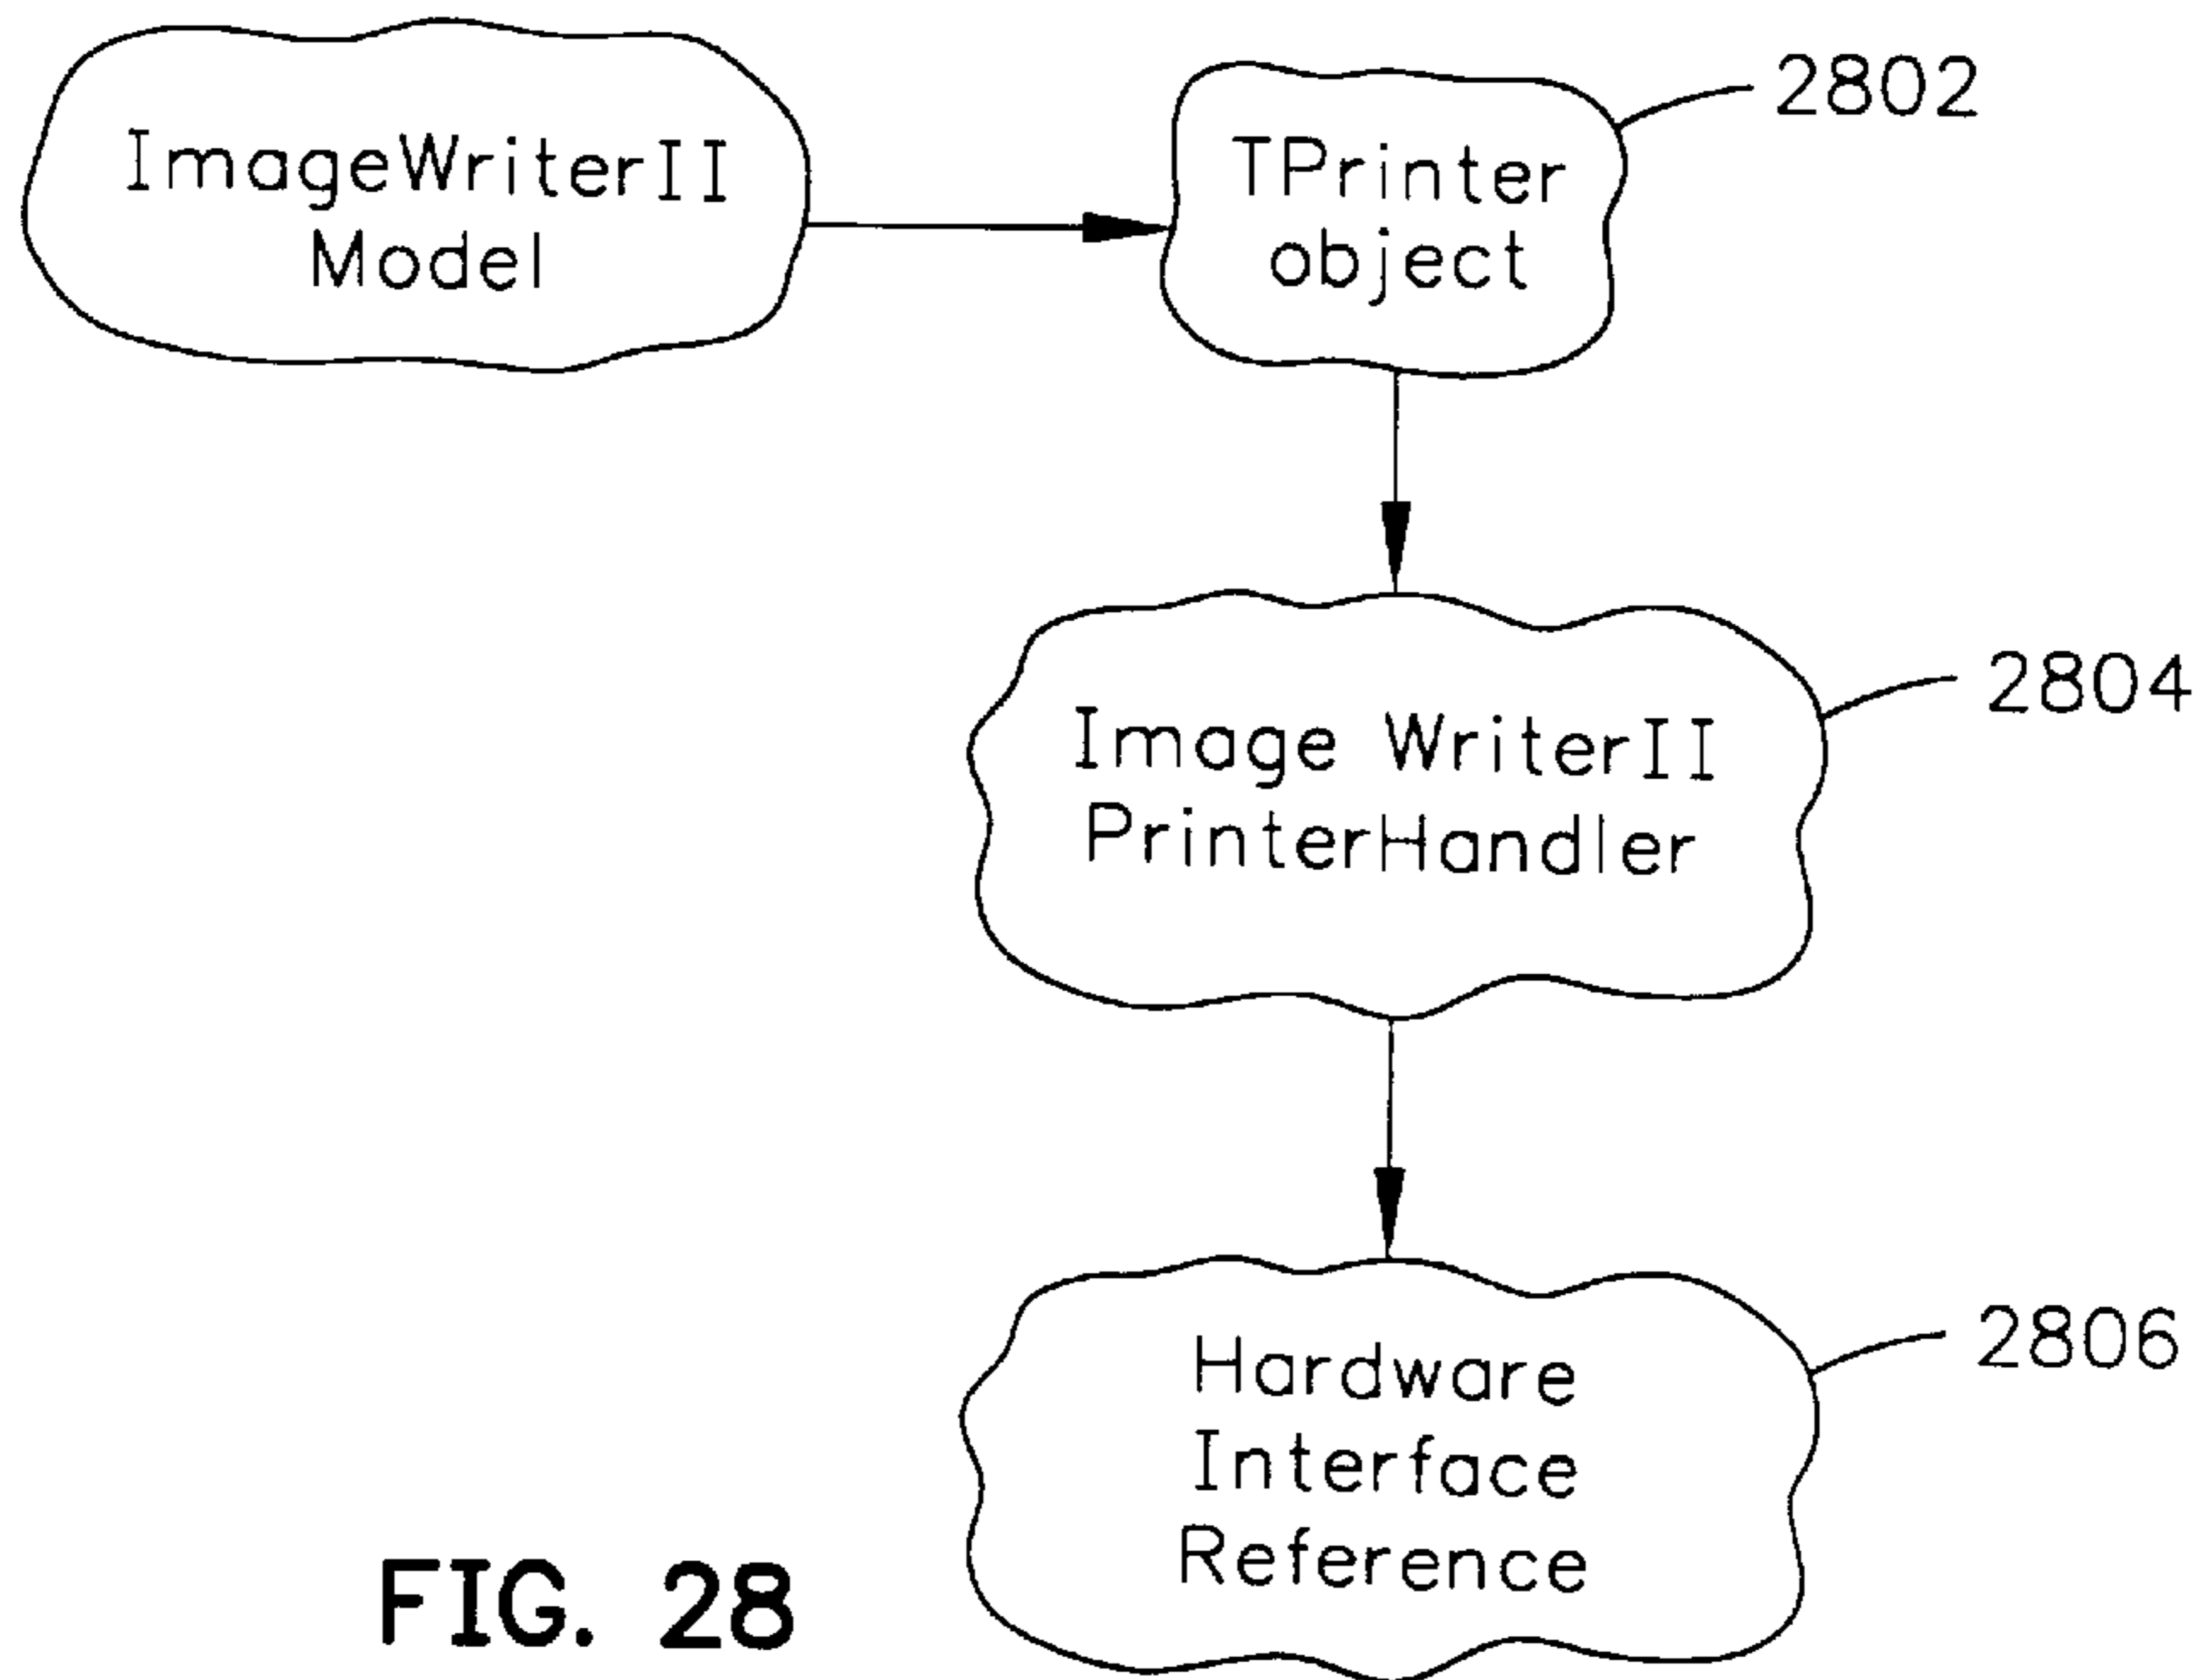 ImageWriterII
Model
TPrinter
object
2802
Image WriterII
PrinterHandler
2804
Hardware
Interface
Reference
2806
FIG. 28